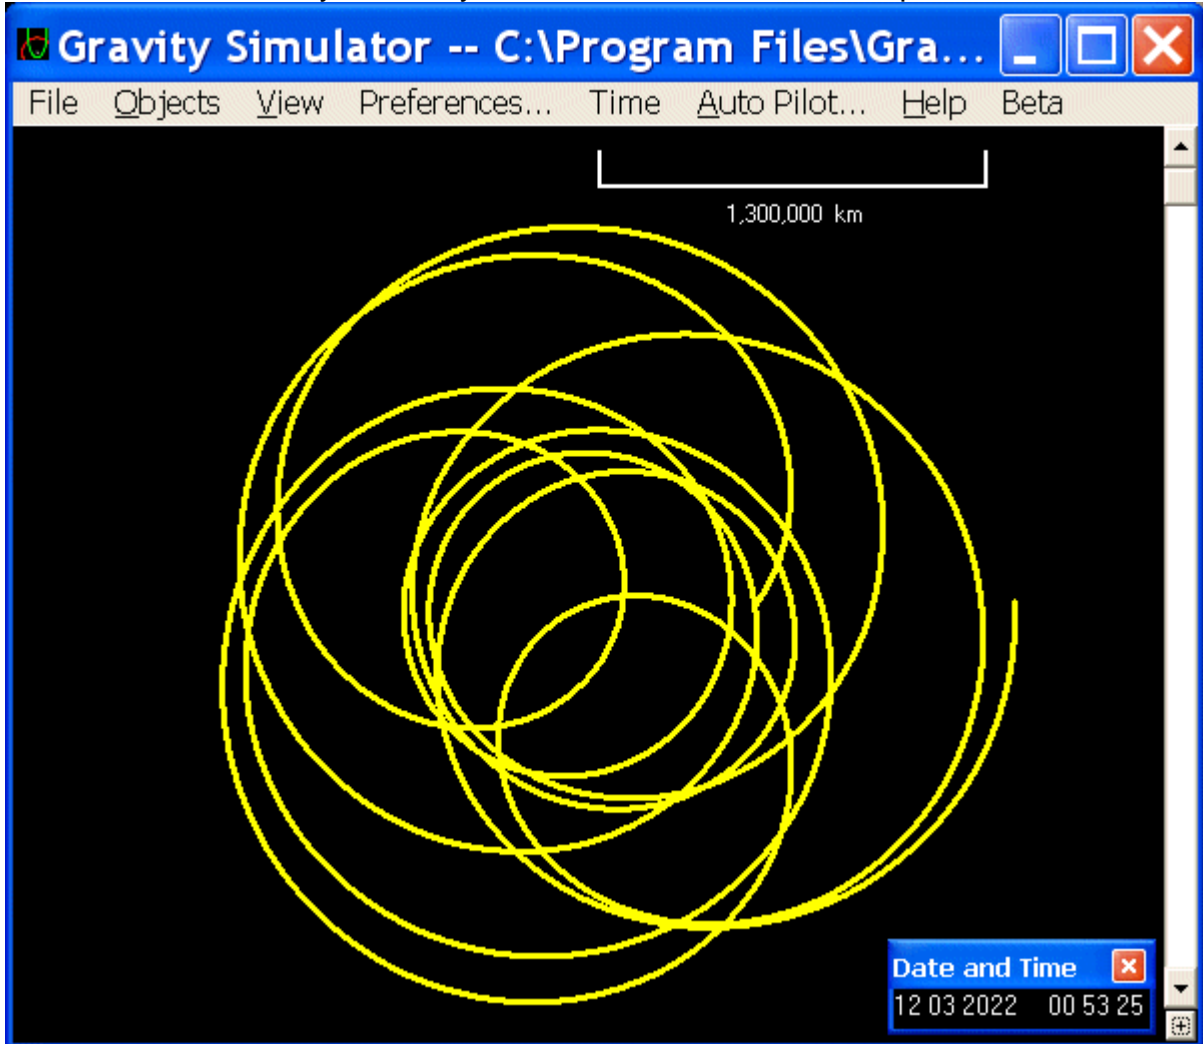 Gravity Simulator -- C:\Program Files\Gra...
File Objects View Preferences... Time Auto Pilot... Help Beta
1,300,000 km
Date and Time
12 03 2022 00 53 25